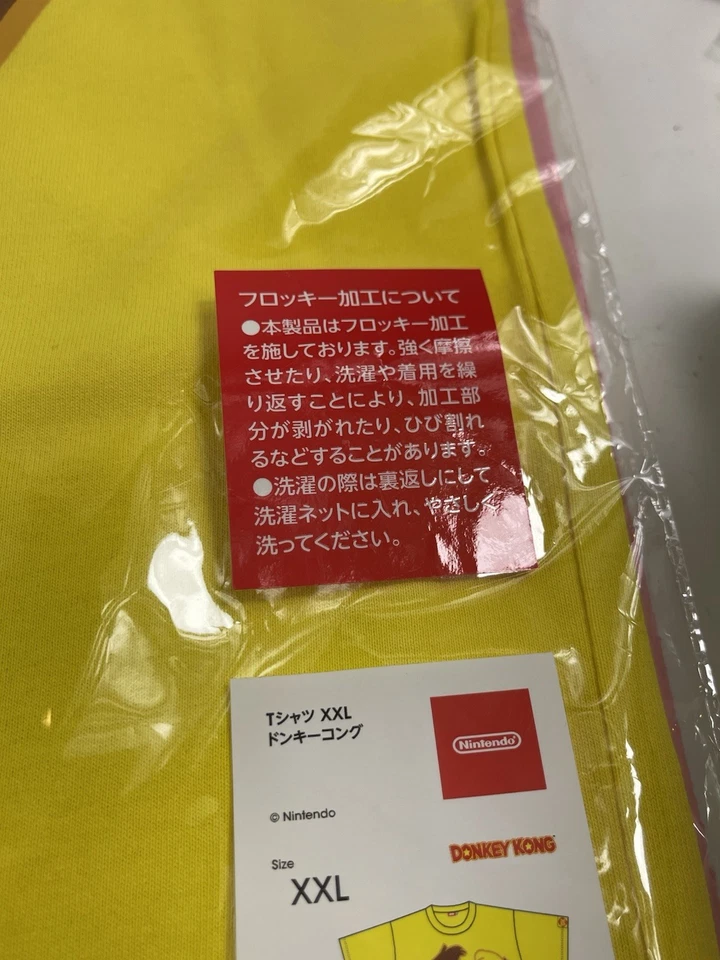 フロッキー加工について
●本製品はフロッキー加工
を施しております。強く摩擦
させたり、洗濯や着用を繰
り返すことにより、加工部
分が剥がれたり、ひび割れ
るなどすることがあります。
●洗濯の際は裏返しにして
洗濯ネットに入れ、やさしく
洗ってください。
Tシャツ XXL
ドンキーコング
Nintendo
© Nintendo
DONKEY KONG
Size
XXL